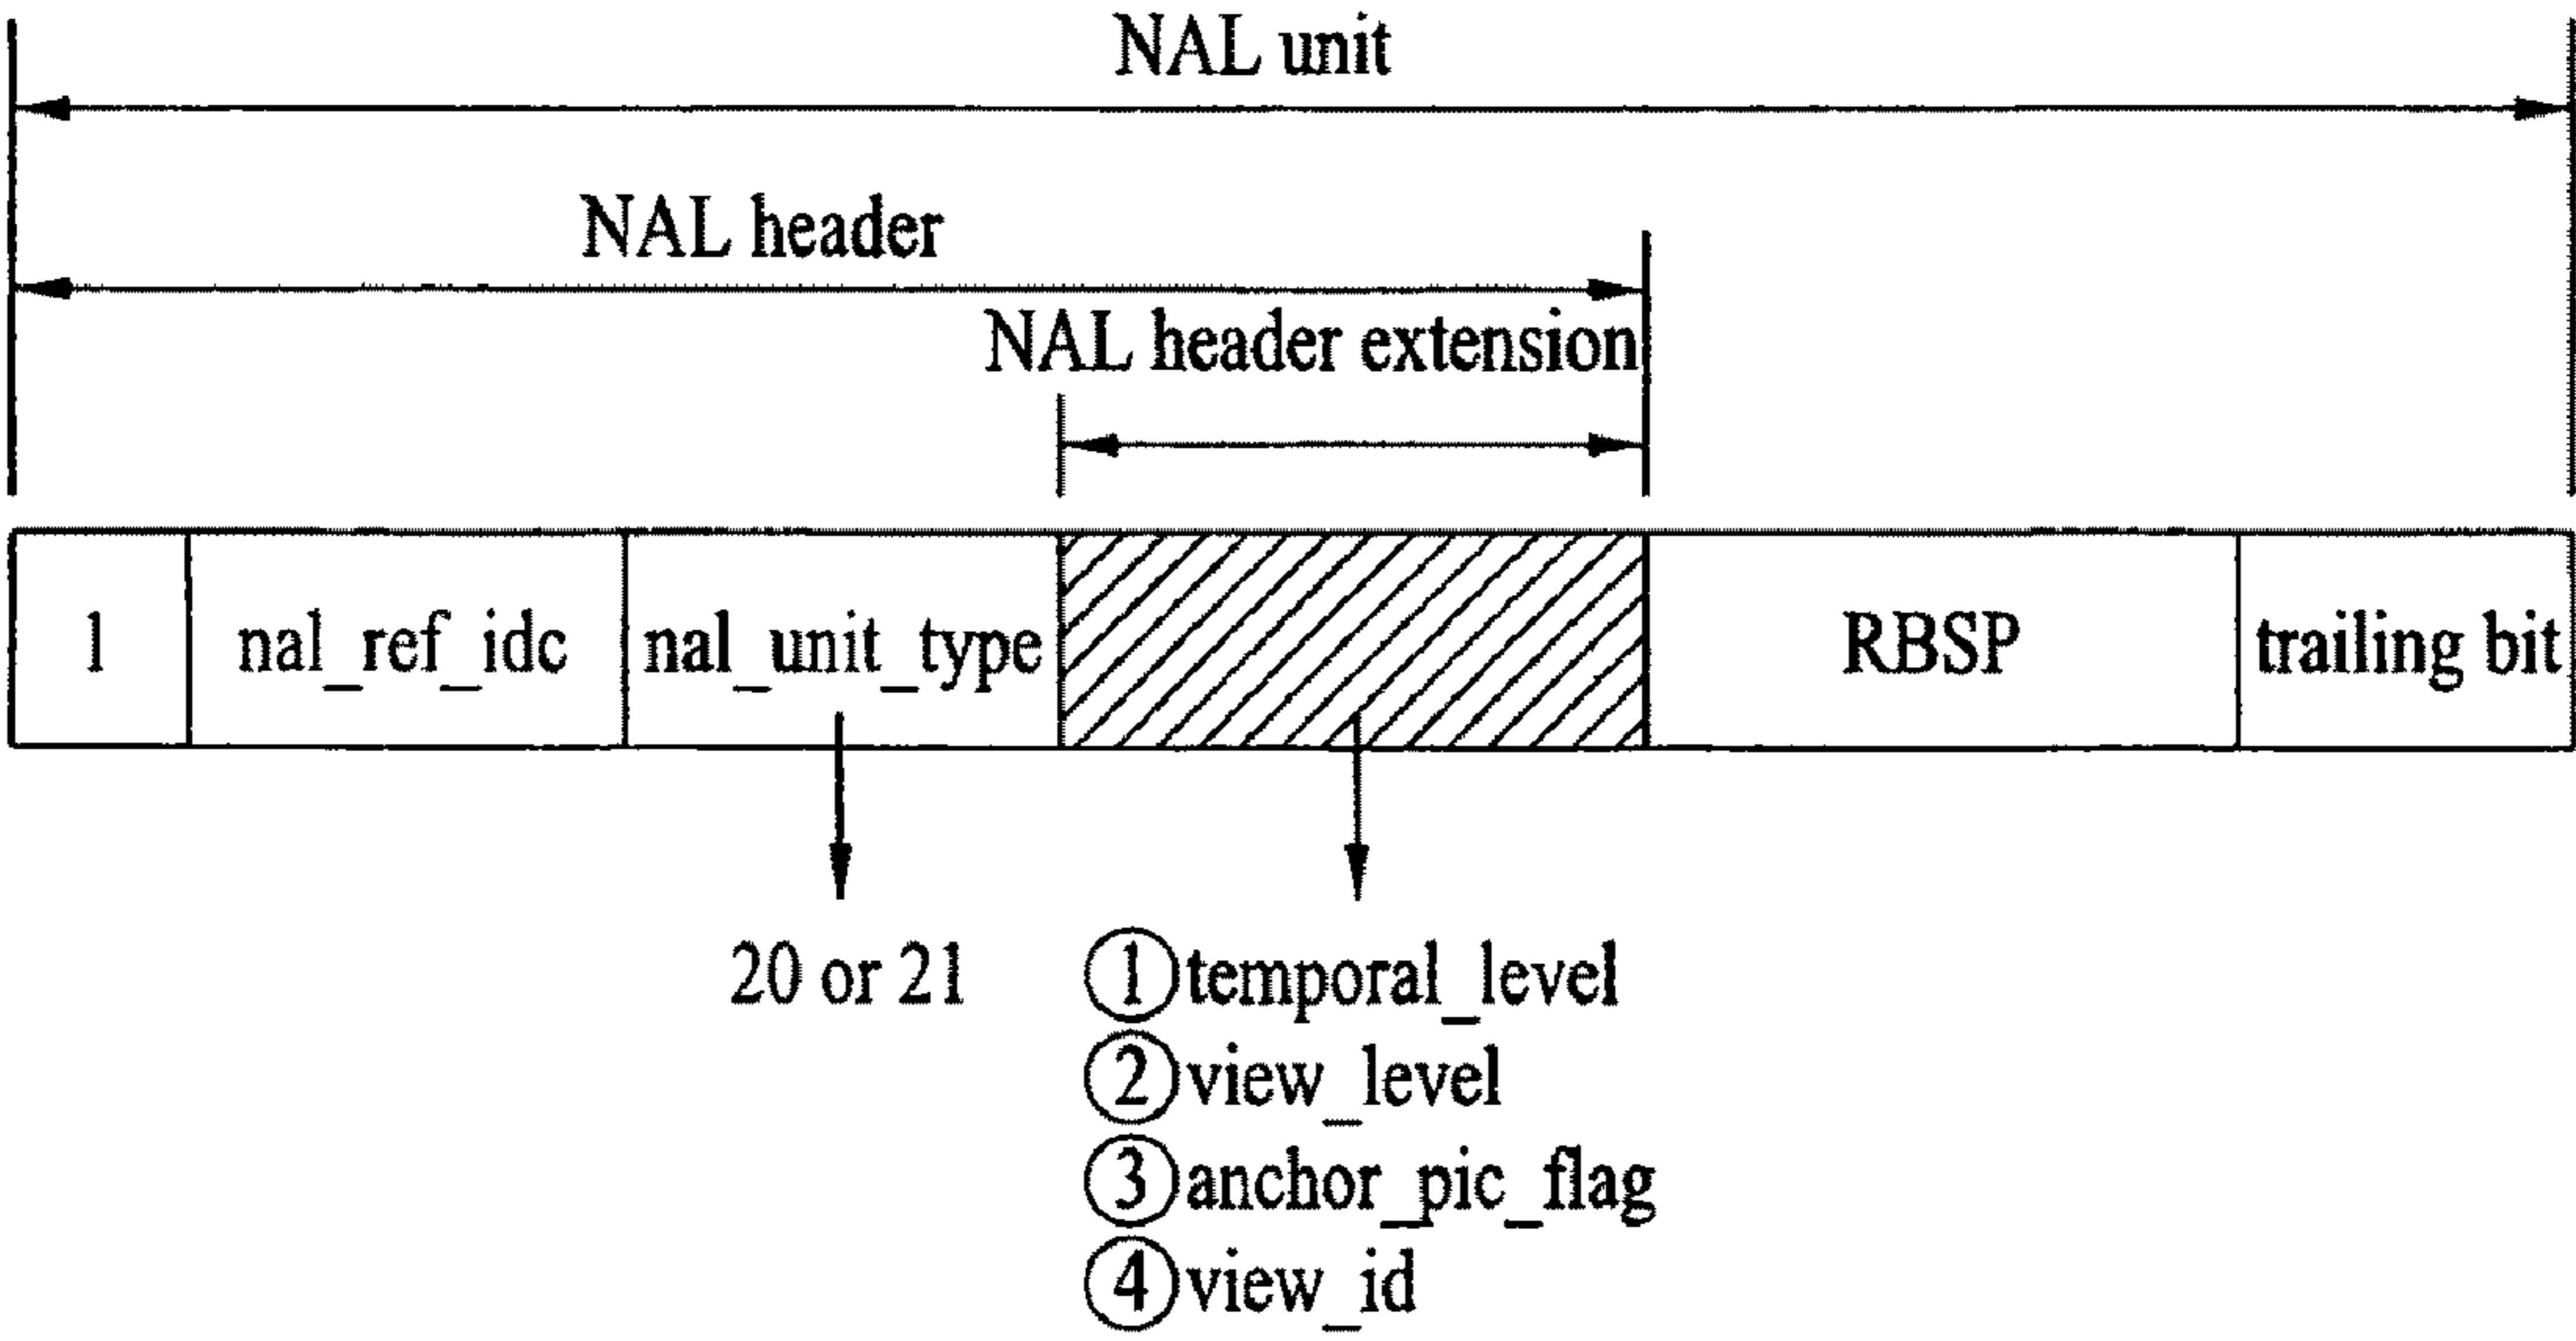 NAL unit
NAL header
NAL header extension
1 nal_ref_idc nal_unit_type RBSP trailing bit
20 or 21
①temporal_level
②view_level
③anchor_pic_flag
④view_id